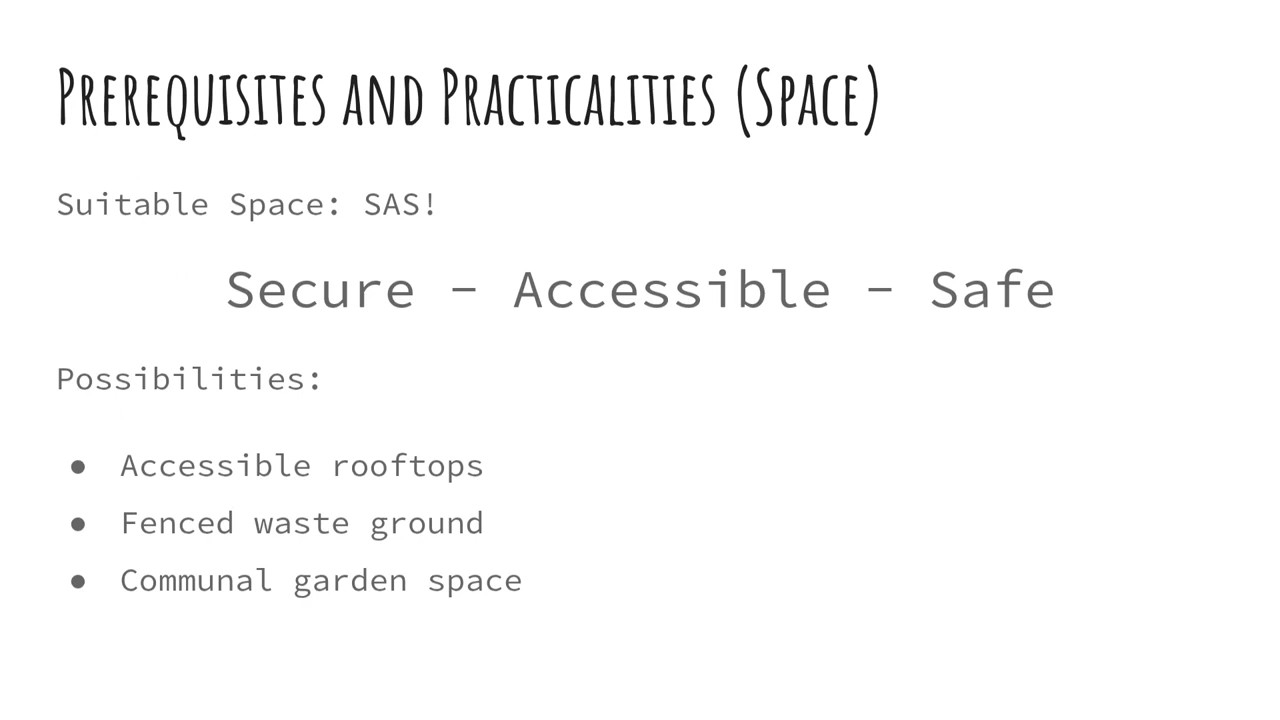 Prerequisites and Practicalities (Space)
Suitable Space: SAS!
Secure - Accessible - Safe
Possibilities:
● Accessible rooftops
● Fenced waste ground
● Communal garden space